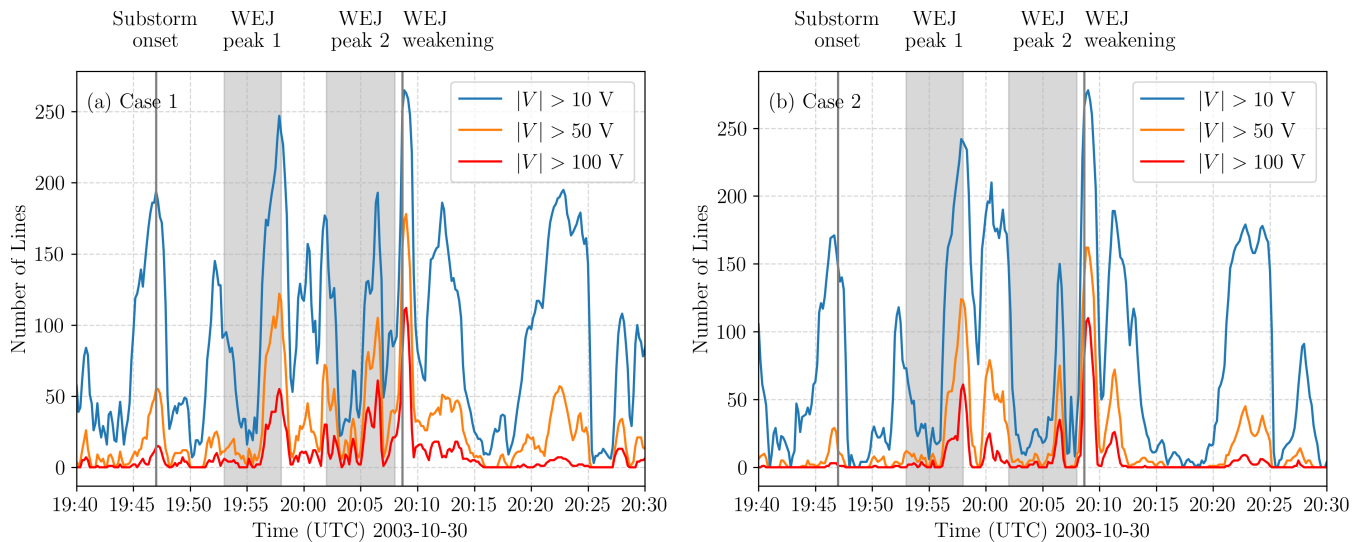 Substorm onset
WEJ peak 1
WEJ peak 2
WEJ weakening
(a) Case 1
|V| > 10 V
|V| > 50 V
|V| > 100 V
Number of Lines
250
200
150
100
50
0
19:40 19:45 19:50 19:55 20:00 20:05 20:10 20:15 20:20 20:25 20:30
Time (UTC) 2003-10-30
Substorm onset
WEJ peak 1
WEJ peak 2
WEJ weakening
(b) Case 2
|V| > 10 V
|V| > 50 V
|V| > 100 V
Number of Lines
250
200
150
100
50
0
19:40 19:45 19:50 19:55 20:00 20:05 20:10 20:15 20:20 20:25 20:30
Time (UTC) 2003-10-30